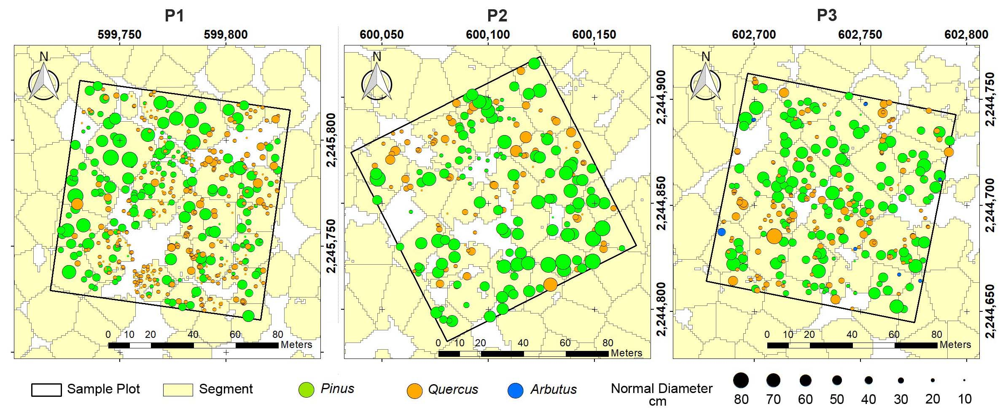 P1
P2
P3
599,750 599,800
600,050 600,100 600,150
602,700 602,750 602,800
N
N
N
2,245,800
2,245,750
2,244,900
2,244,850
2,244,800
2,244,750
2,244,700
2,244,650
0 10 20 40 60 80
Meters
0 10 20 40 60 80
Meters
0 10 20 40 60 80
Meters
Sample Plot
Segment
Pinus
Quercus
Arbutus
Normal Diameter
cm
80 70 60 50 40 30 20 10